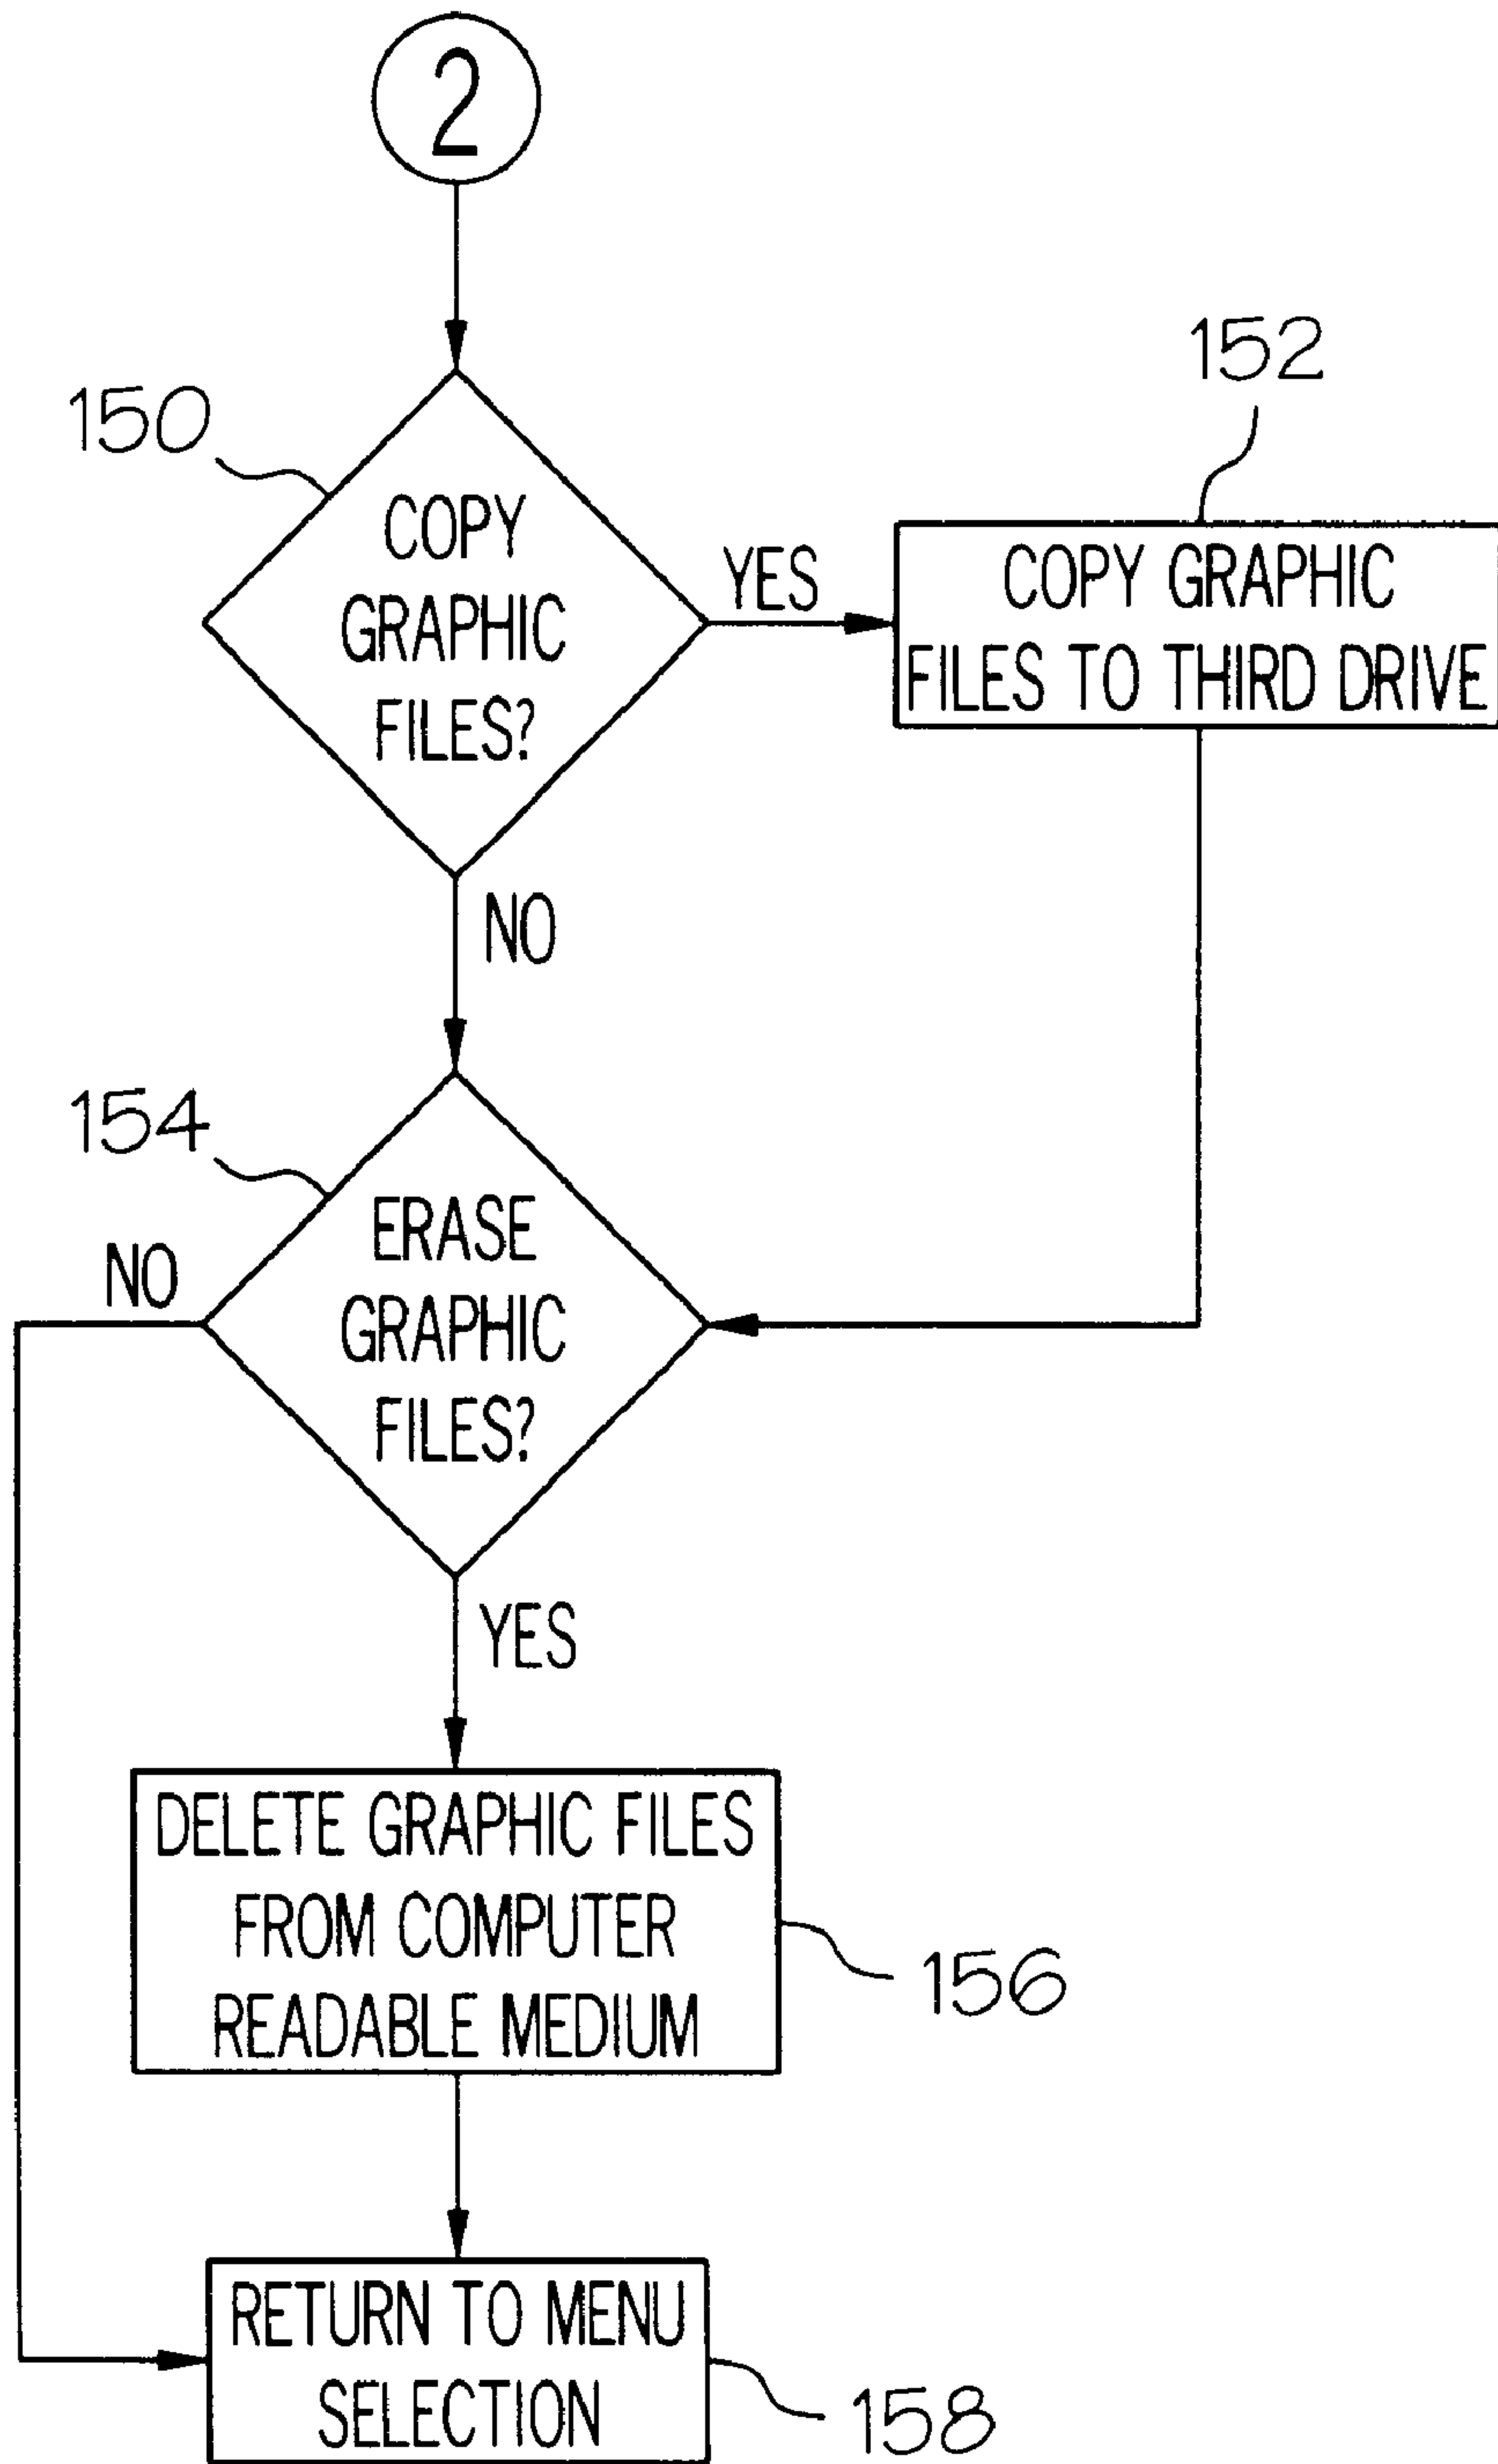 2
150
COPY
GRAPHIC
FILES?
YES
152
COPY GRAPHIC
FILES TO THIRD DRIVE
NO
154
ERASE
GRAPHIC
FILES?
NO
YES
DELETE GRAPHIC FILES
FROM COMPUTER
READABLE MEDIUM
156
RETURN TO MENU
SELECTION
158